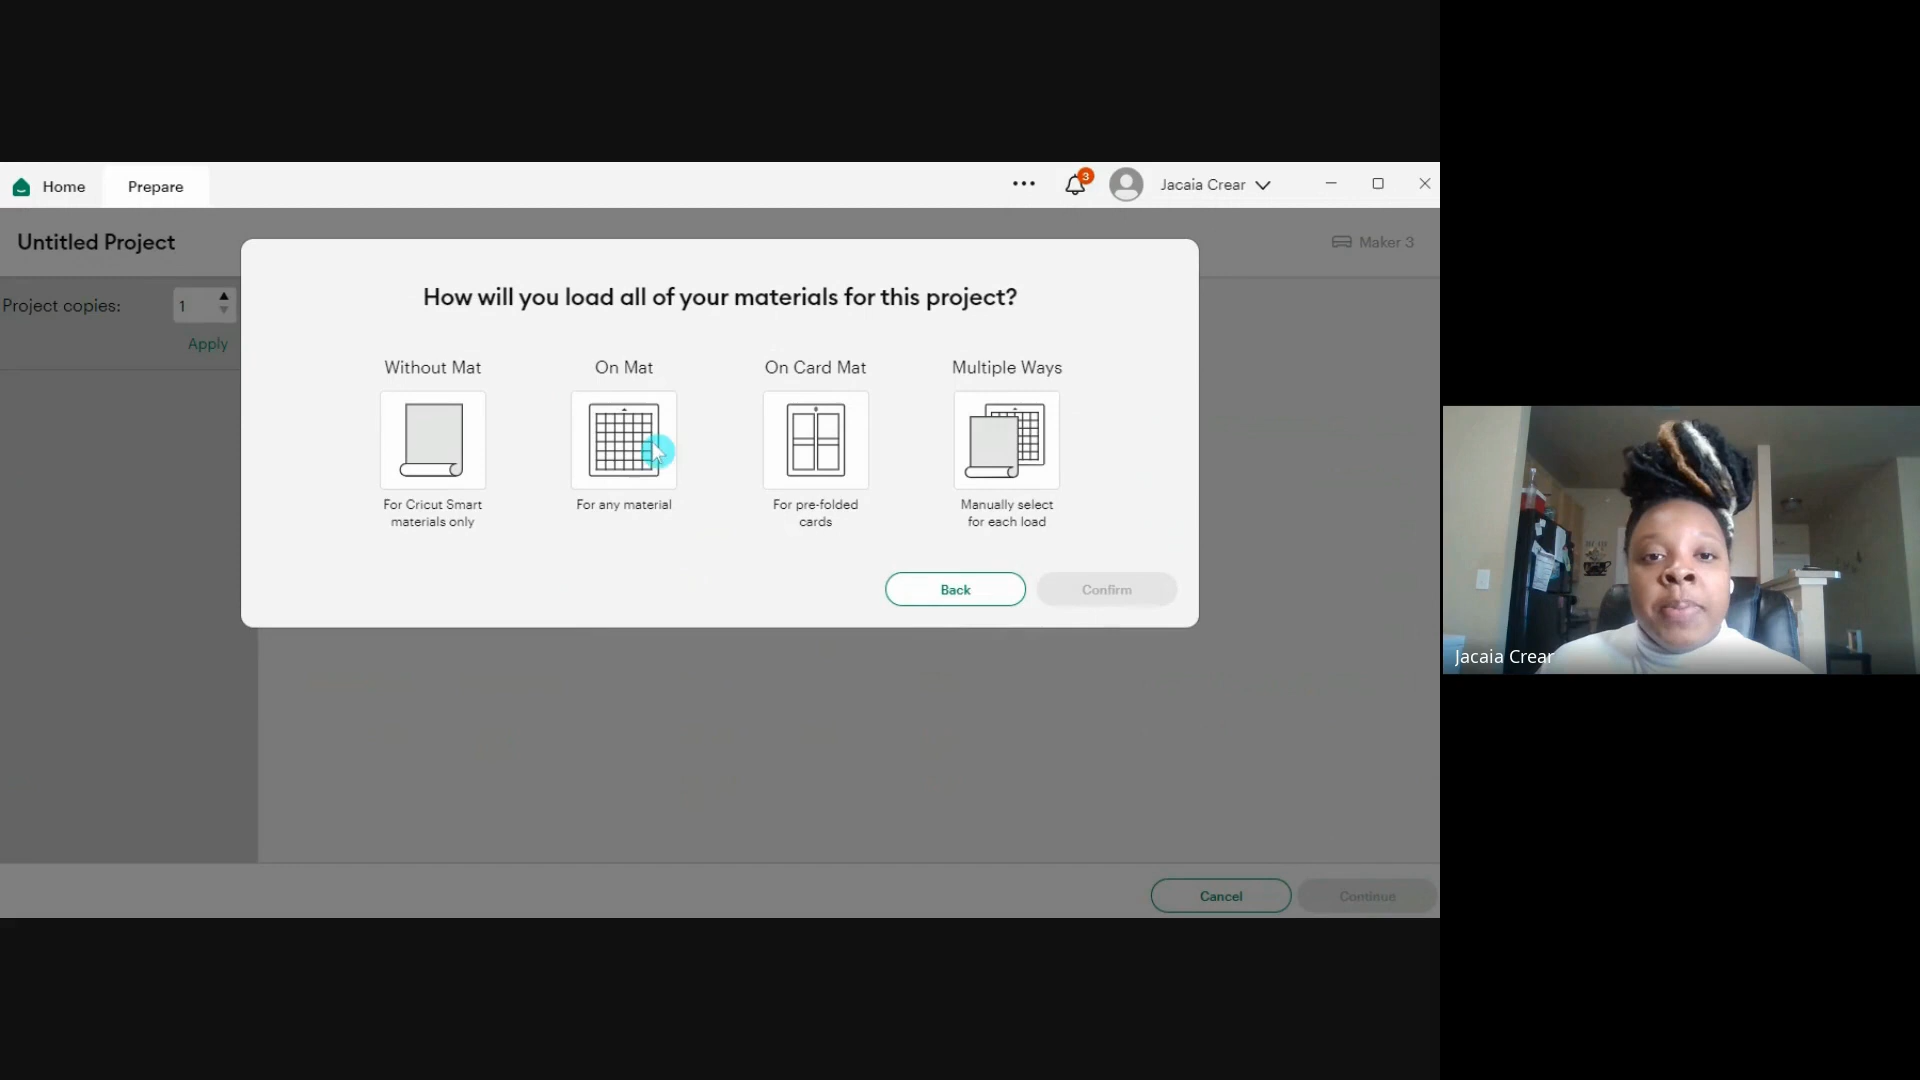 Home
Prepare
3
Jacaia Crear
Untitled Project
Maker 3
Project copies:
1
Apply
How will you load all of your materials for this project?
Without Mat
On Mat
On Card Mat
Multiple Ways
For Cricut Smart
materials only
For any material
For pre-folded
cards
Manually select
for each load
Back
Confirm
Cancel
Continue
Jacaia Crear